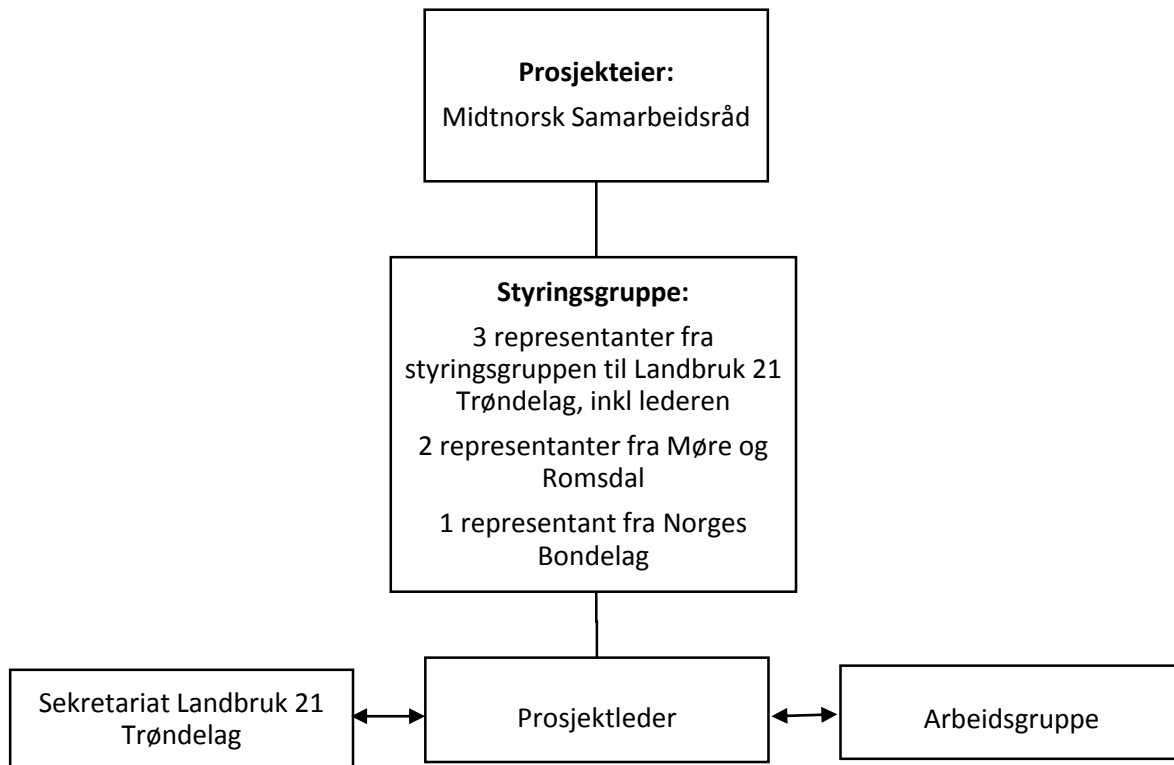 Prosjekteier:
Midtnorsk Samarbeidsråd
Styringsgruppe:
3 representanter fra
styringsgruppen til Landbruk 21
Trøndelag, inkl lederen
2 representanter fra Møre og
Romsdal
1 representant fra Norges
Bondelag
Sekretariat Landbruk 21
Trøndelag
Prosjektleder
Arbeidsgruppe